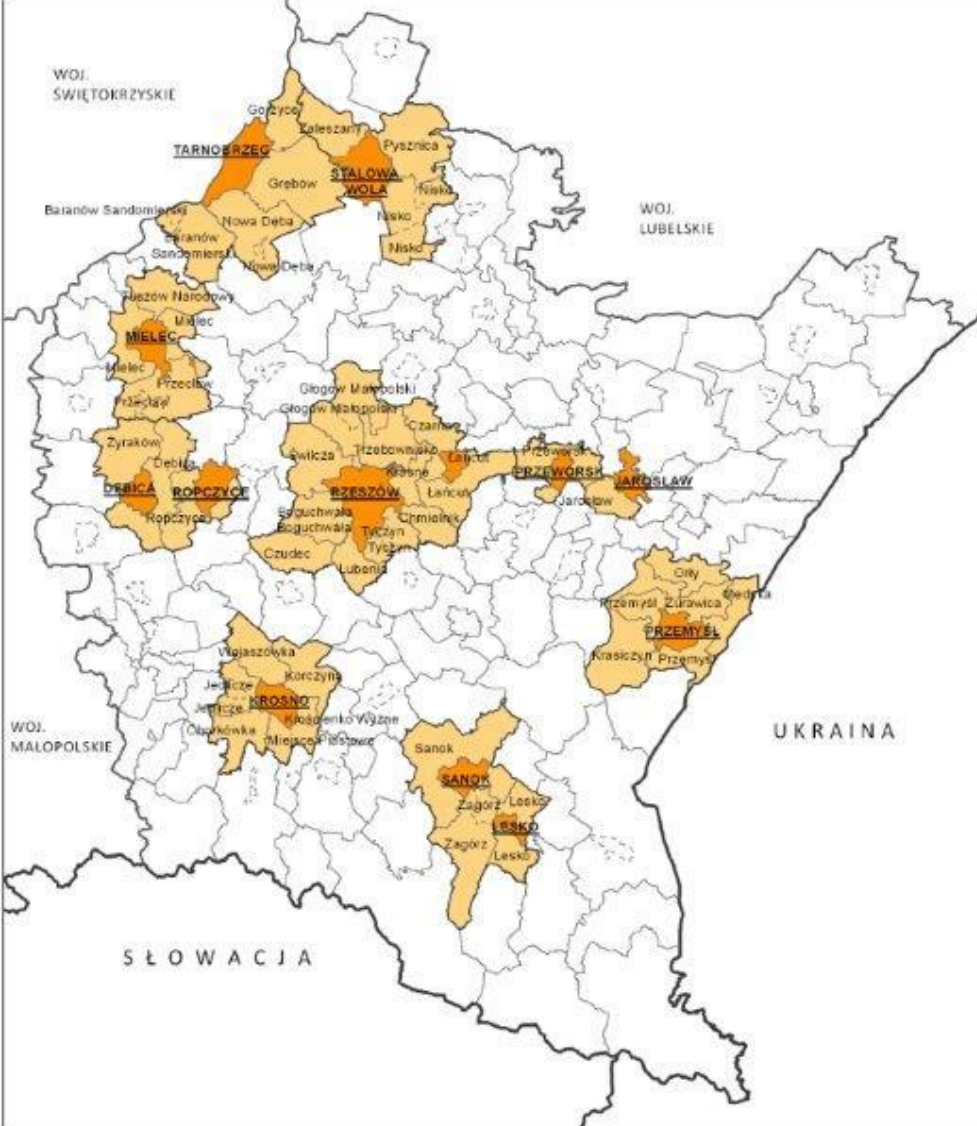 WOJ.
ŚWIĘTOKRZYSKIE
Gorzyce
Zaleszany
TARNOBRZEG
Pysznica
STALOWA
WOLA
Grębów
Nisko
Baranów Sandomierski
Nowa Dęba
Nisko
WOJ.
LUBELSKIE
Baranów
Sandomierski
Nisko
Nowa Dęba
Tuszów Narodowy
Mielec
MIELEC
Mielec
Przecław
Przecław
Głogów Małopolski
Głogów Małopolski
Czarna
Żyraków
Świlcza
Trzebownisko
Łańcut
Przeworsk
Dębica
Krasne
PRZEWORSK
JAROSŁAW
DĘBICA
ROPCZYCE
RZESZÓW
Łańcut
Jarosław
Ropczyce
Boguchwała
Boguchwała
Chmielnik
Tyczyn
Tyczyn
Czudec
Lubenia
Orły
Medyka
Przemyśl
Żurawica
PRZEMYŚL
Krasiczyn
Przemyśl
Wojaszówka
Korczyna
Jedlicze
KROSNO
Jedlicze
Krościenko Wyżne
Chorkówka
Miejsce Piastowe
WOJ.
MAŁOPOLSKIE
UKRAINA
Sanok
SANOK
Zagórz
Lesko
LESKO
Zagórz
Lesko
SŁOWACJA